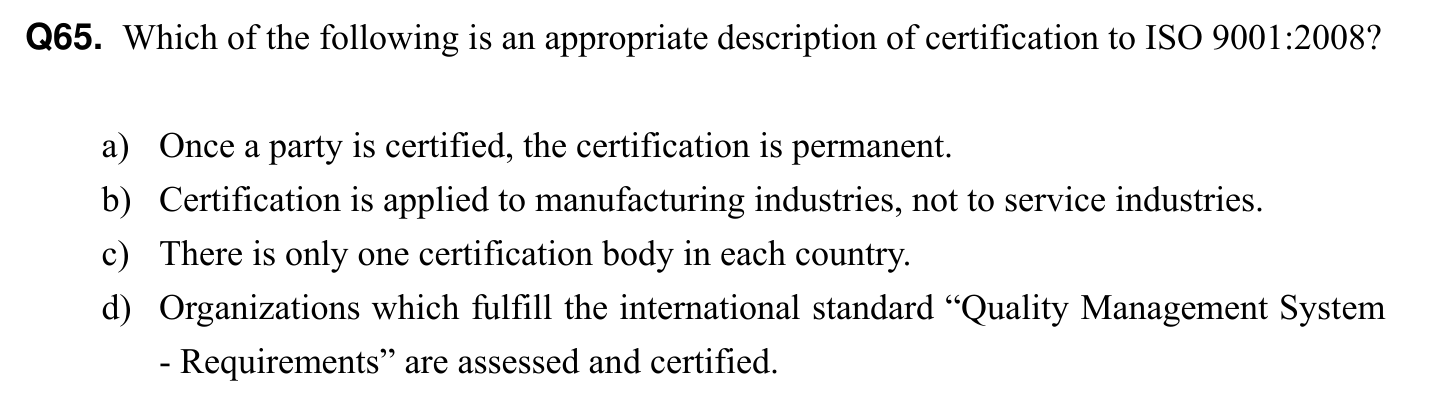 Q65. Which of the following is an appropriate description of certification to ISO 9001:2008?
a) Once a party is certified, the certification is permanent.
b) Certification is applied to manufacturing industries, not to service industries.
c) There is only one certification body in each country.
d) Organizations which fulfill the international standard “Quality Management System
- Requirements” are assessed and certified.